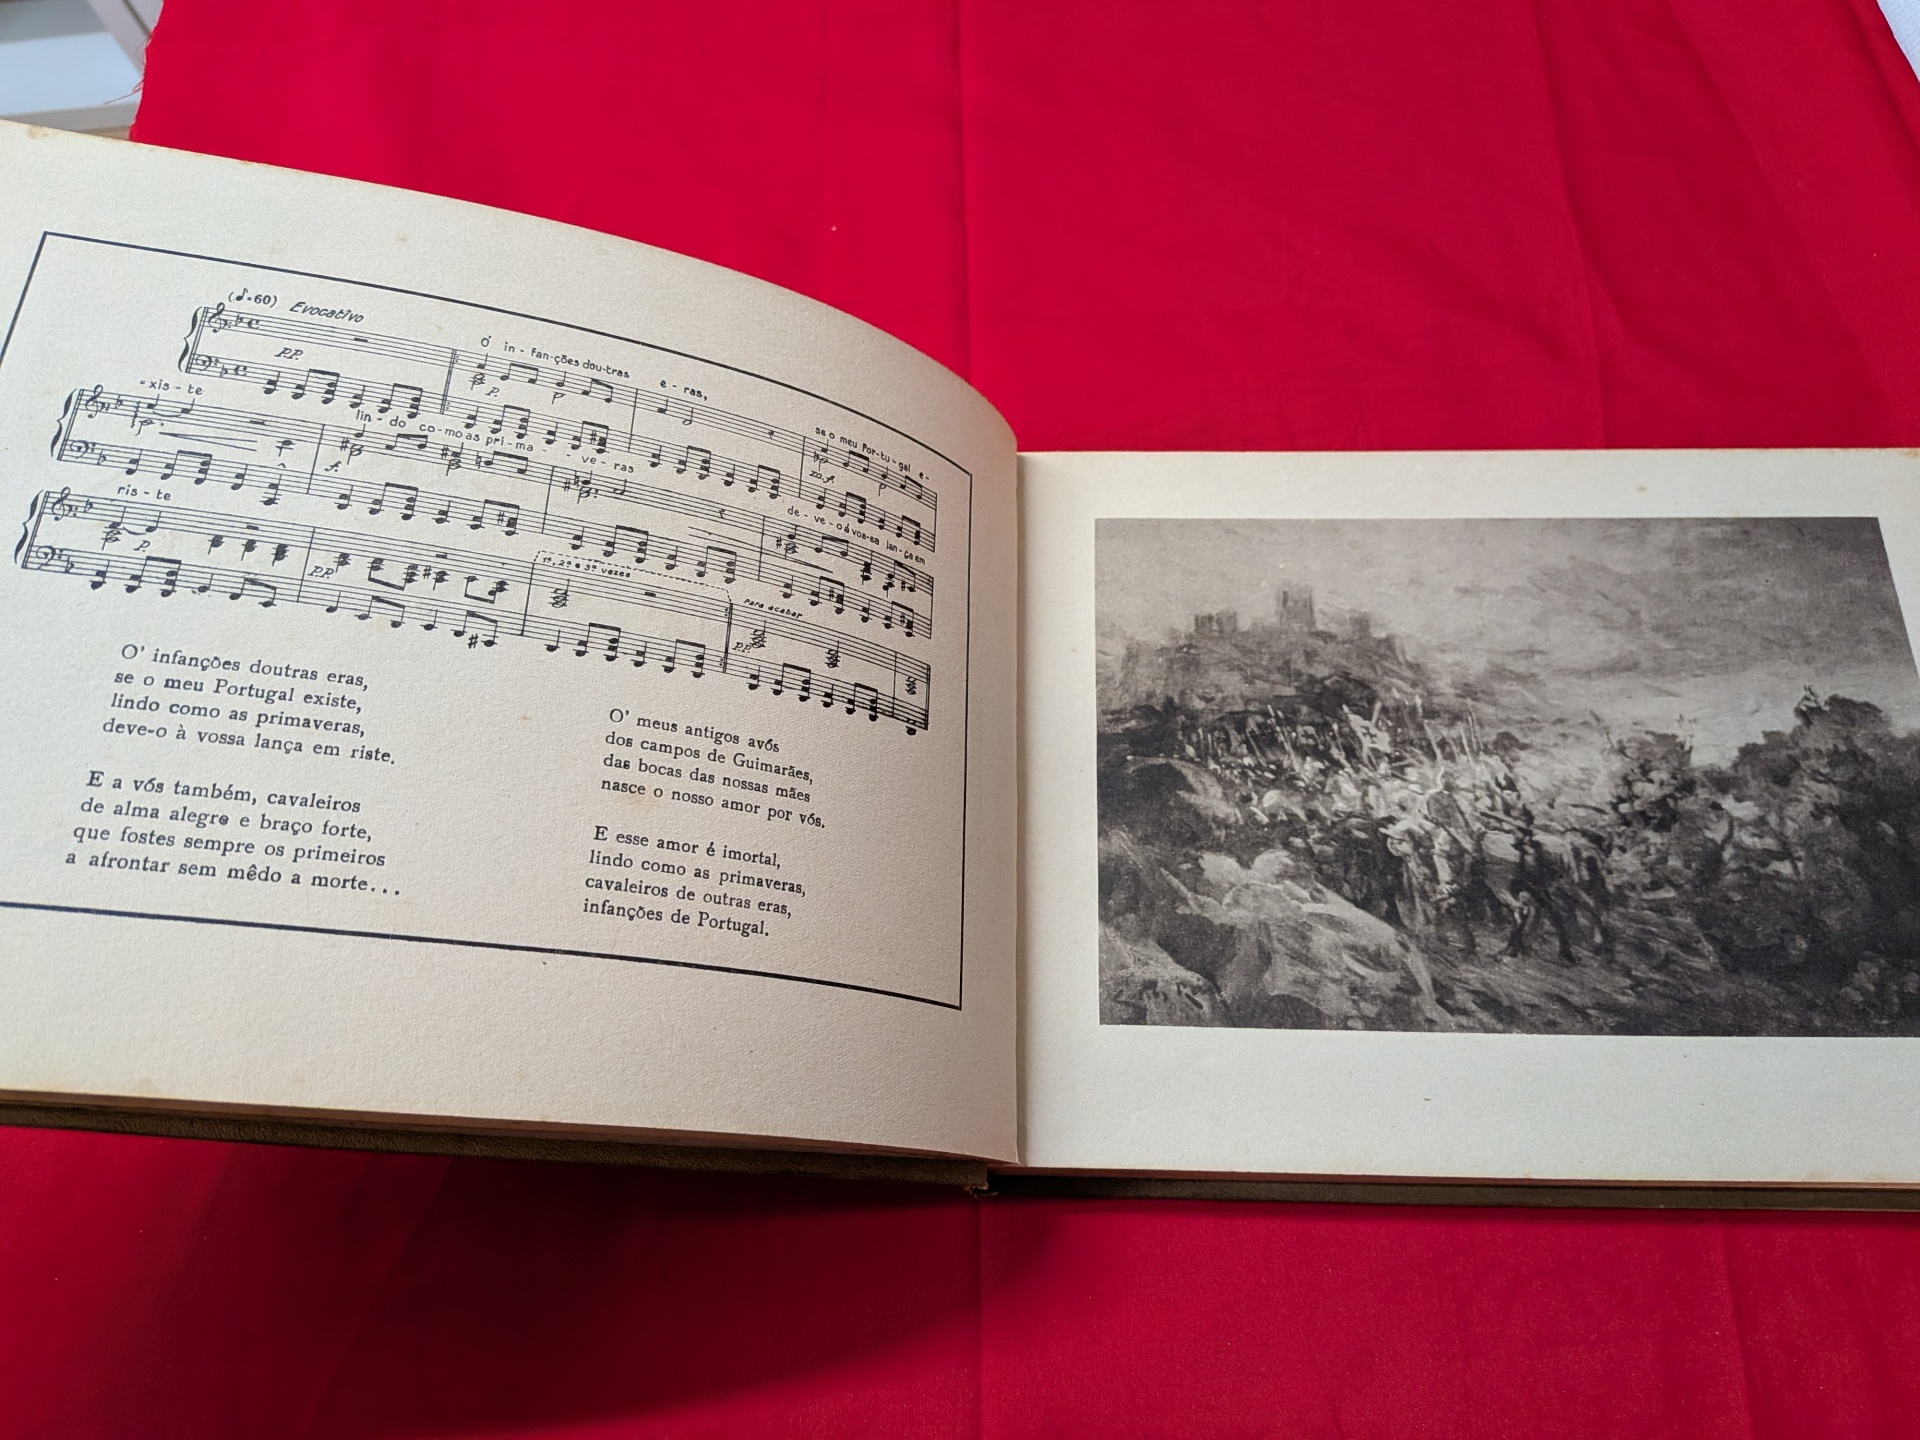 (♩=60) Evocativo
P.P.
O' in - fan-ções dou-tras e - ras,
se o meu Por-tu-gal e-
P. P m.f.
-xis - te
lin - do co-mo as pri-ma - ve - ras
de - ve-o à vos-sa lan-ça em
f.
ris - te
P. P.P.
1ª, 2ª e 3ª vezes
Para acabar
P.P.
O' infanções doutras eras,
se o meu Portugal existe,
lindo como as primaveras,
deve-o à vossa lança em riste.
E a vós também, cavaleiros
de alma alegre e braço forte,
que fostes sempre os primeiros
a afrontar sem mêdo a morte...
O' meus antigos avós
dos campos de Guimarães,
das bocas das nossas mães
nasce o nosso amor por vós.
E esse amor é imortal,
lindo como as primaveras,
cavaleiros de outras eras,
infanções de Portugal.